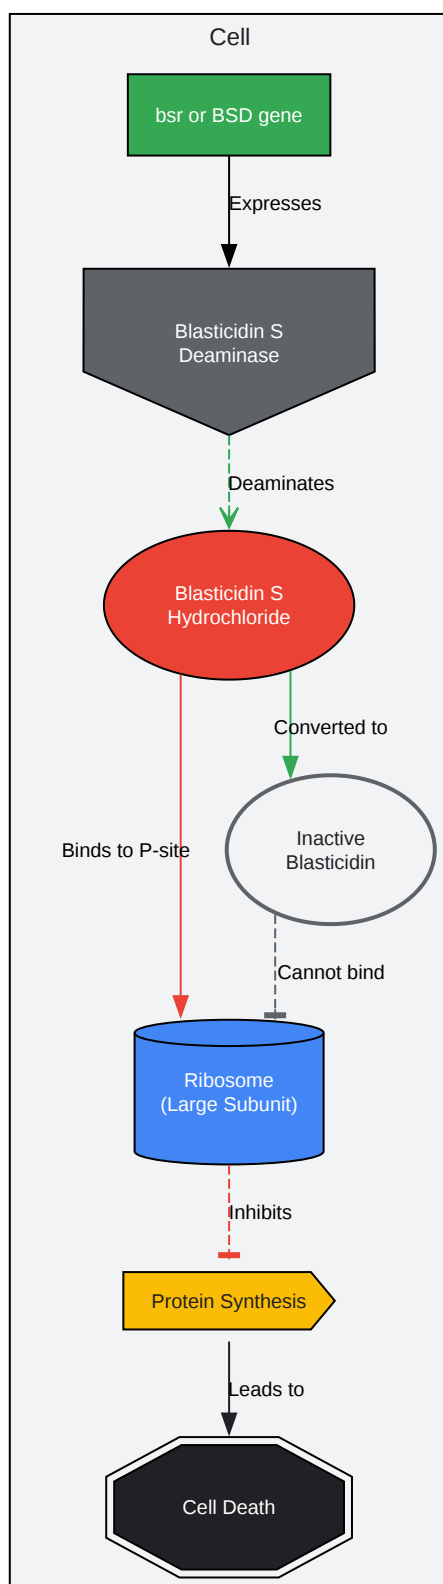 Cell
bsr or BSD gene
Expresses
Blasticidin S
Deaminase
Deaminates
Blasticidin S
Hydrochloride
Converted to
Inactive
Blasticidin
Binds to P-site
Cannot bind
Ribosome
(Large Subunit)
Inhibits
Protein Synthesis
Leads to
Cell Death